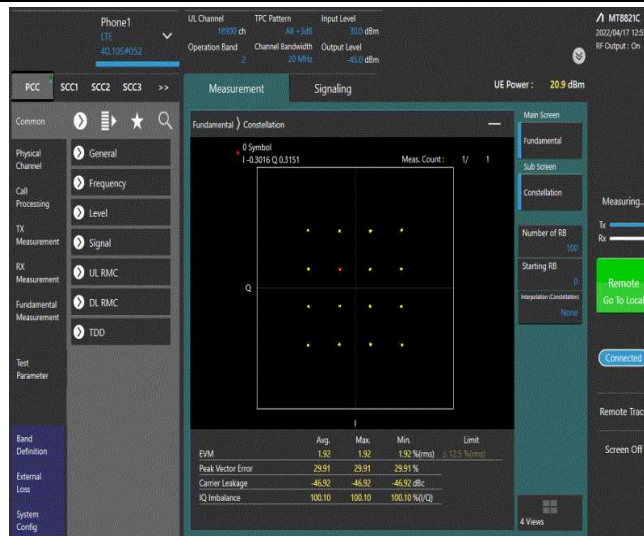 Phone1
LTE
40.10S#052
UL Channel
18900 ch
TPC Pattern
All +3dB
Input Level
30.0 dBm
Operation Band
2
Channel Bandwidth
20 MHz
Output Level
-45.0 dBm
MT8821C
2022/04/17 12:5
RF Output : On
PCC SCC1 SCC2 SCC3 >>
Measurement Signaling
UE Power : 20.9 dBm
Common
Physical
Channel
Call
Processing
TX
Measurement
RX
Measurement
Fundamental
Measurement
Test
Parameter
Band
Definition
External
Loss
System
Config
General
Frequency
Level
Signal
UL RMC
DL RMC
TDD
Fundamental ⟩ Constellation
0 Symbol
I -0.3016 Q 0.3151
Meas. Count : 1/ 1
Q
I
Avg. Max. Min. Limit
EVM 1.92 1.92 1.92 %(rms) ≤ 12.5 %(rms)
Peak Vector Error 29.91 29.91 29.91 %
Carrier Leakage -46.92 -46.92 -46.92 dBc
IQ Imbalance 100.10 100.10 100.10 %(I/Q)
Main Screen
Fundamental
Sub Screen
Constellation
Number of RB
100
Starting RB
0
Interpolation (Constellation)
None
4 Views
Measuring...
Tx
Rx
Remote
Go To Local
Connected
Remote Trac
Screen Off